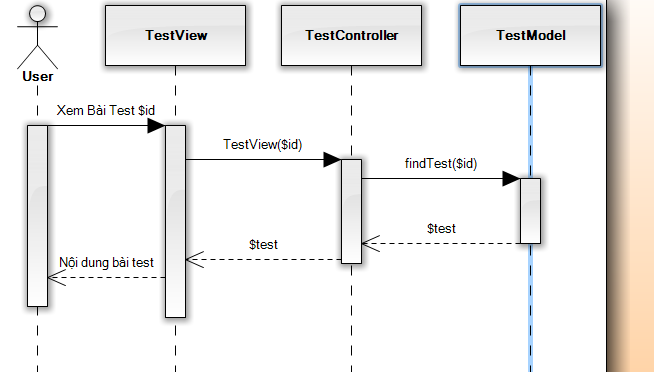 TestView
TestController
TestModel
User
Xem Bài Test $id
TestView($id)
findTest($id)
$test
$test
Nội dung bài test